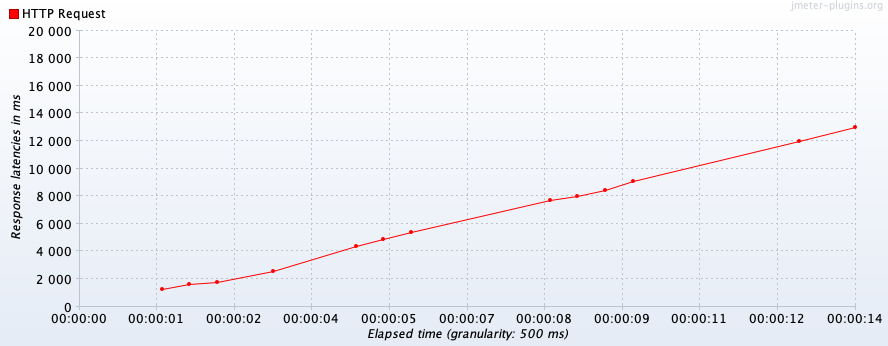 jmeter-plugins.org
HTTP Request
20 000
18 000
16 000
14 000
12 000
10 000
8 000
6 000
4 000
2 000
0
Response latencies in ms
00:00:00 00:00:01 00:00:02 00:00:04 00:00:05 00:00:07 00:00:08 00:00:09 00:00:11 00:00:12 00:00:14
Elapsed time (granularity: 500 ms)